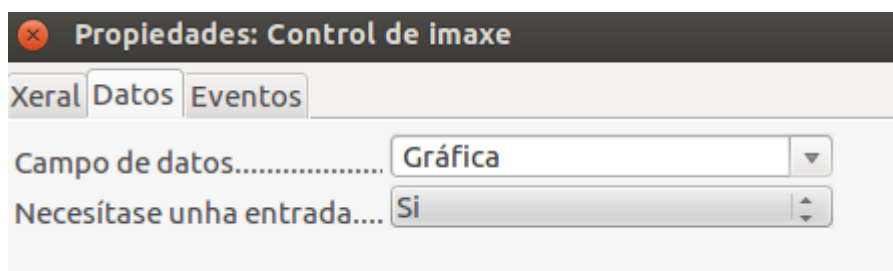 Propiedades: Control de imaxe
Xeral Datos Eventos
Campo de datos................... Gráfica
Necesítase unha entrada.... Si